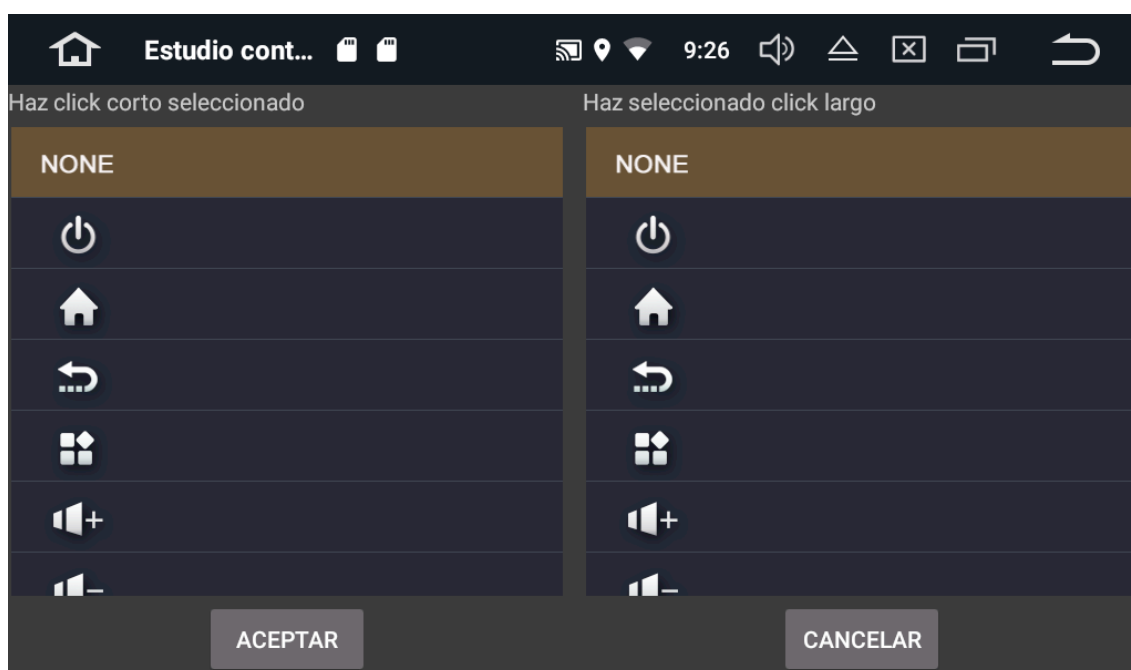 Estudio cont...
9:26
Haz click corto seleccionado
Haz seleccionado click largo
NONE
NONE
+
+
−
−
ACEPTAR
CANCELAR